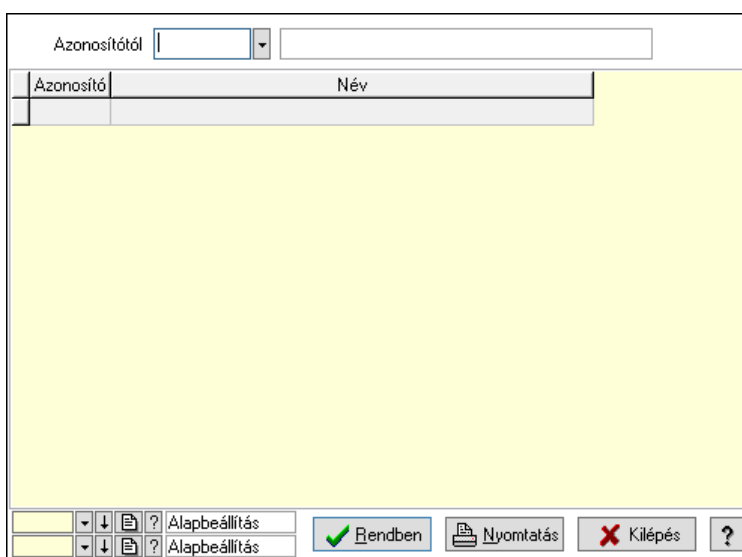 Azonosítótól
Azonosító Név
? Alapbeállítás
? Alapbeállítás
Rendben Nyomtatás Kilépés ?